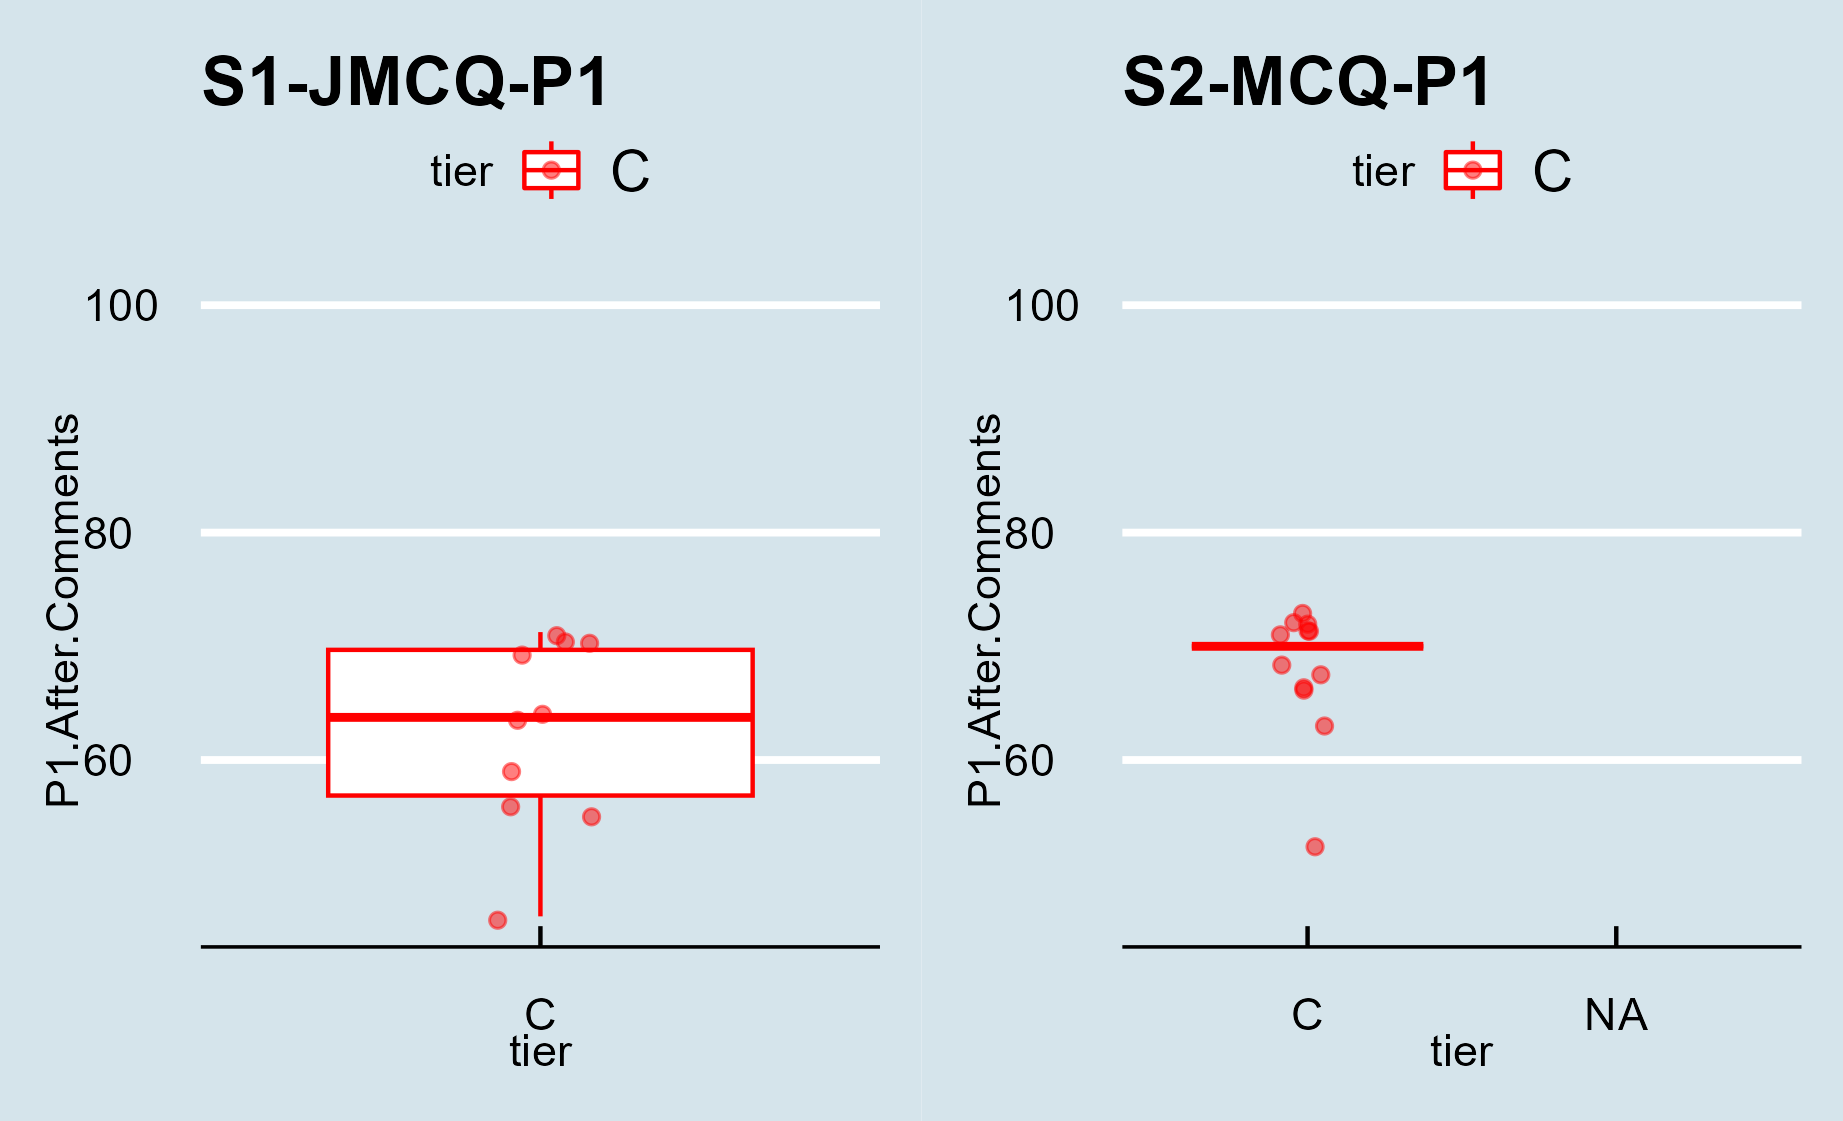 S1-JMCQ-P1
tier C
100
80
60
P1.After.Comments
C
tier
S2-MCQ-P1
tier C
100
80
60
P1.After.Comments
C NA
tier